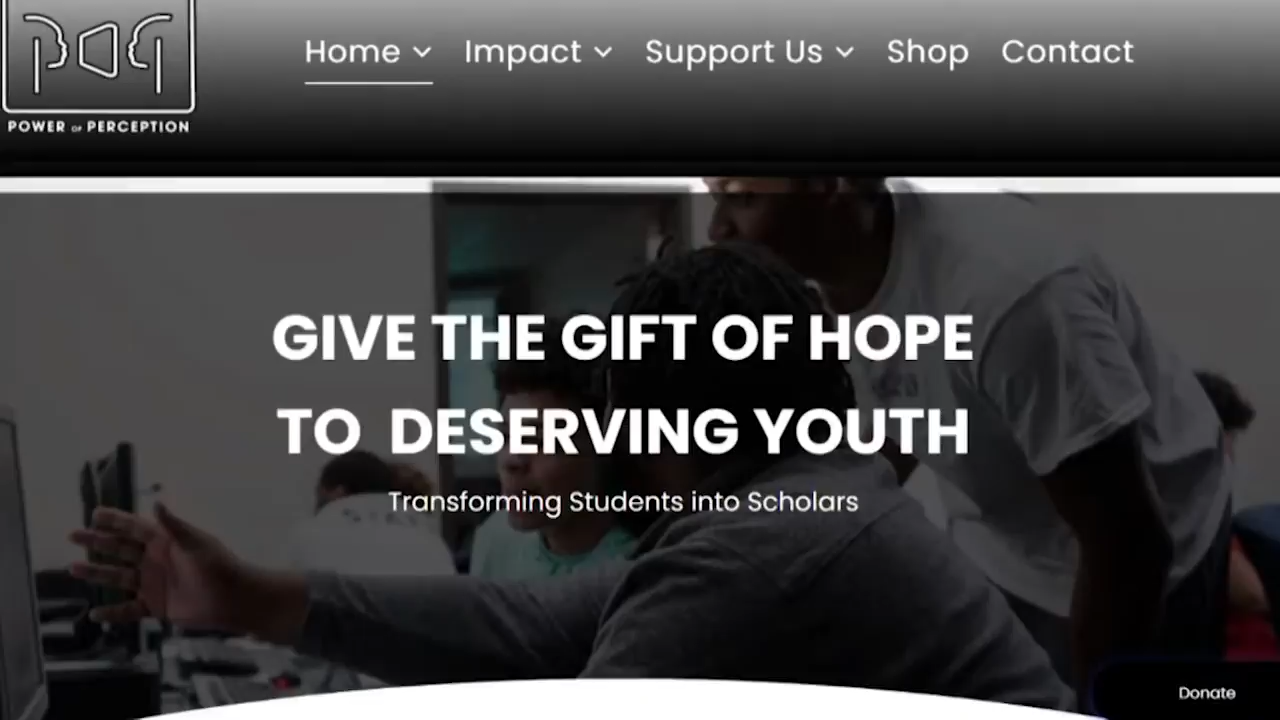 POWER OF PERCEPTION
Home Impact Support Us Shop Contact
GIVE THE GIFT OF HOPE
TO DESERVING YOUTH
Transforming Students into Scholars
Donate